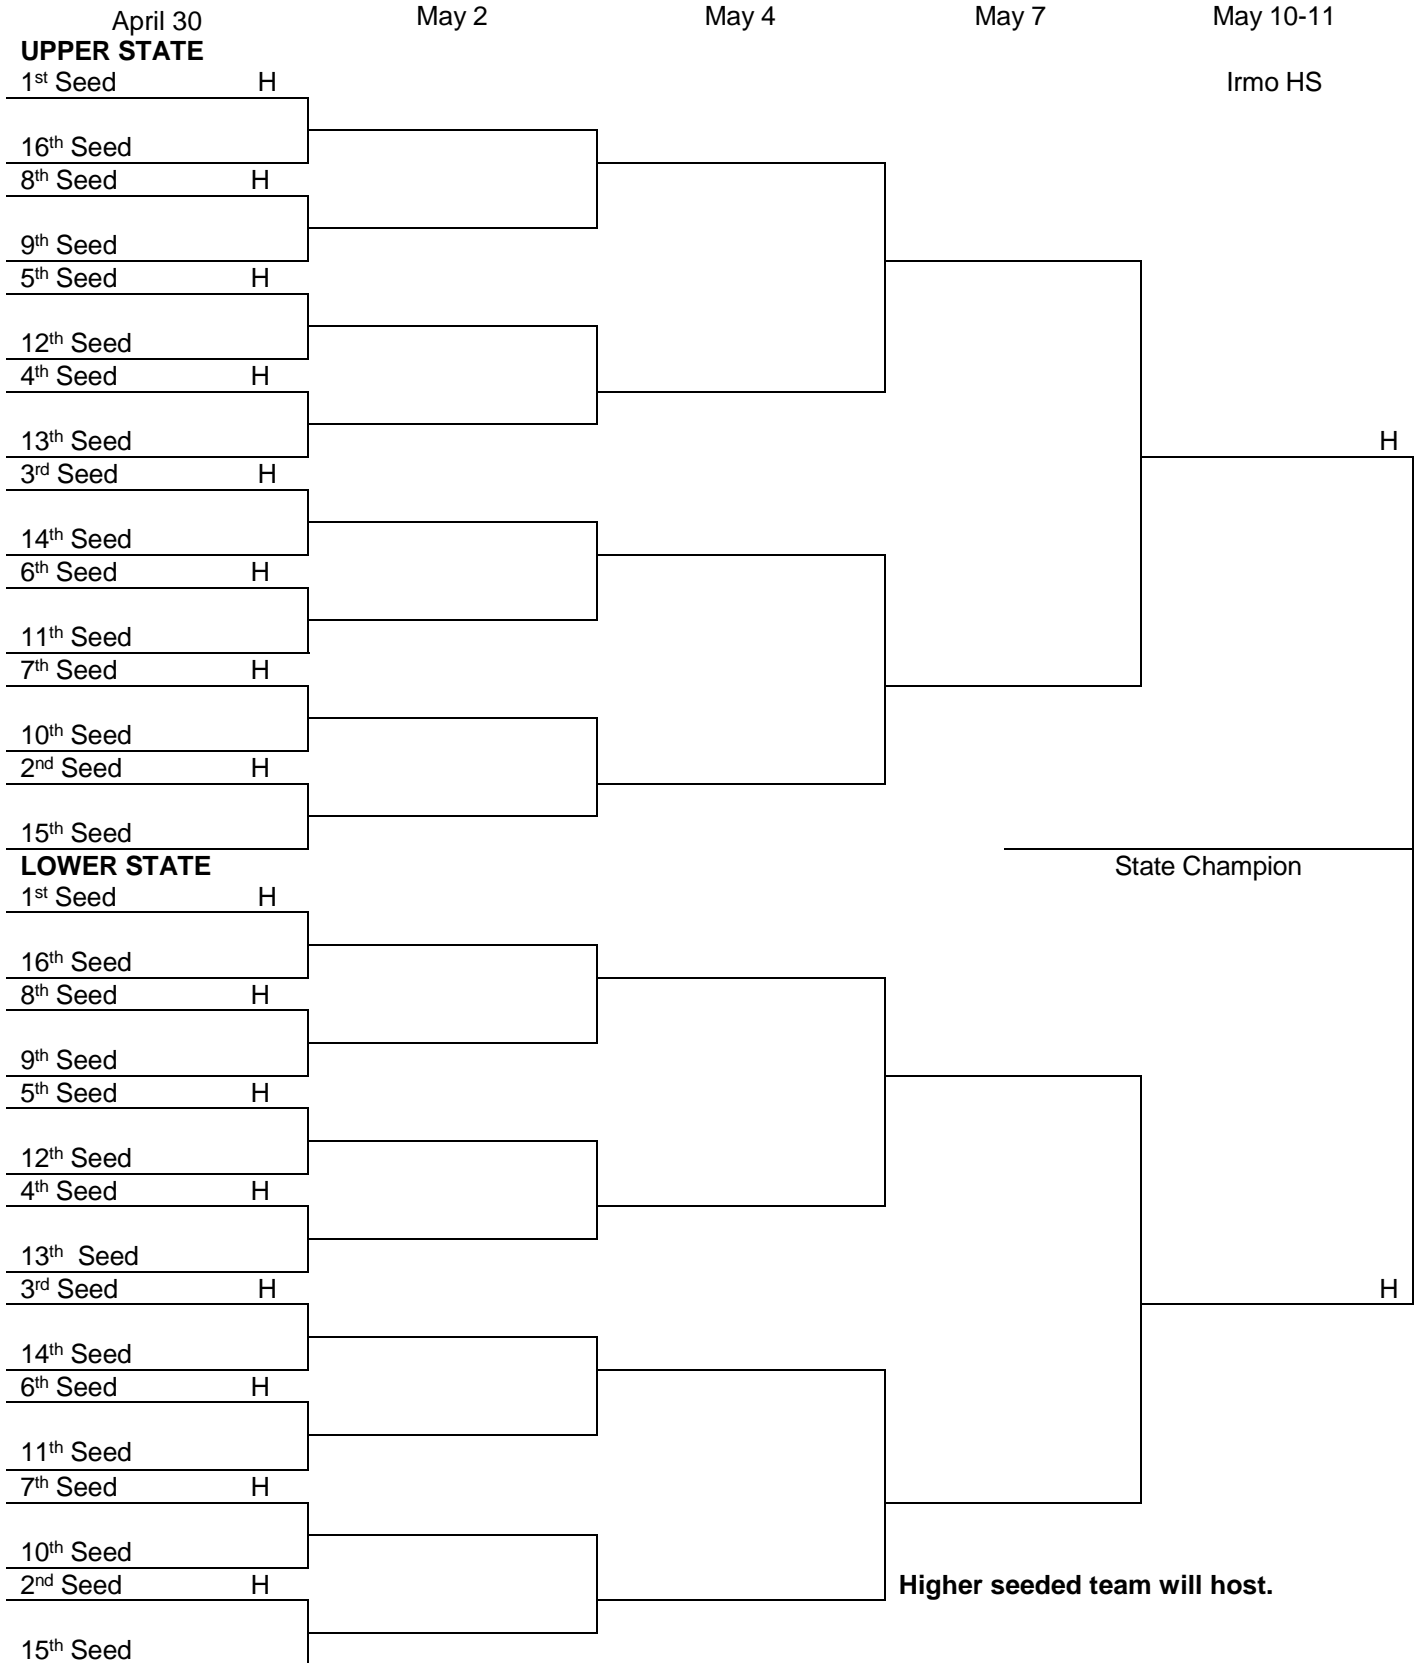 April 30 May 2 May 4 May 7 May 10-11
UPPER STATE
1st Seed H Irmo HS
16th Seed
8th Seed H
9th Seed
5th Seed H
12th Seed
4th Seed H
13th Seed H
3rd Seed H
14th Seed
6th Seed H
11th Seed
7th Seed H
10th Seed
2nd Seed H
15th Seed
LOWER STATE State Champion
1st Seed H
16th Seed
8th Seed H
9th Seed
5th Seed H
12th Seed
4th Seed H
13th Seed
3rd Seed H H
14th Seed
6th Seed H
11th Seed
7th Seed H
10th Seed
2nd Seed H Higher seeded team will host.
15th Seed